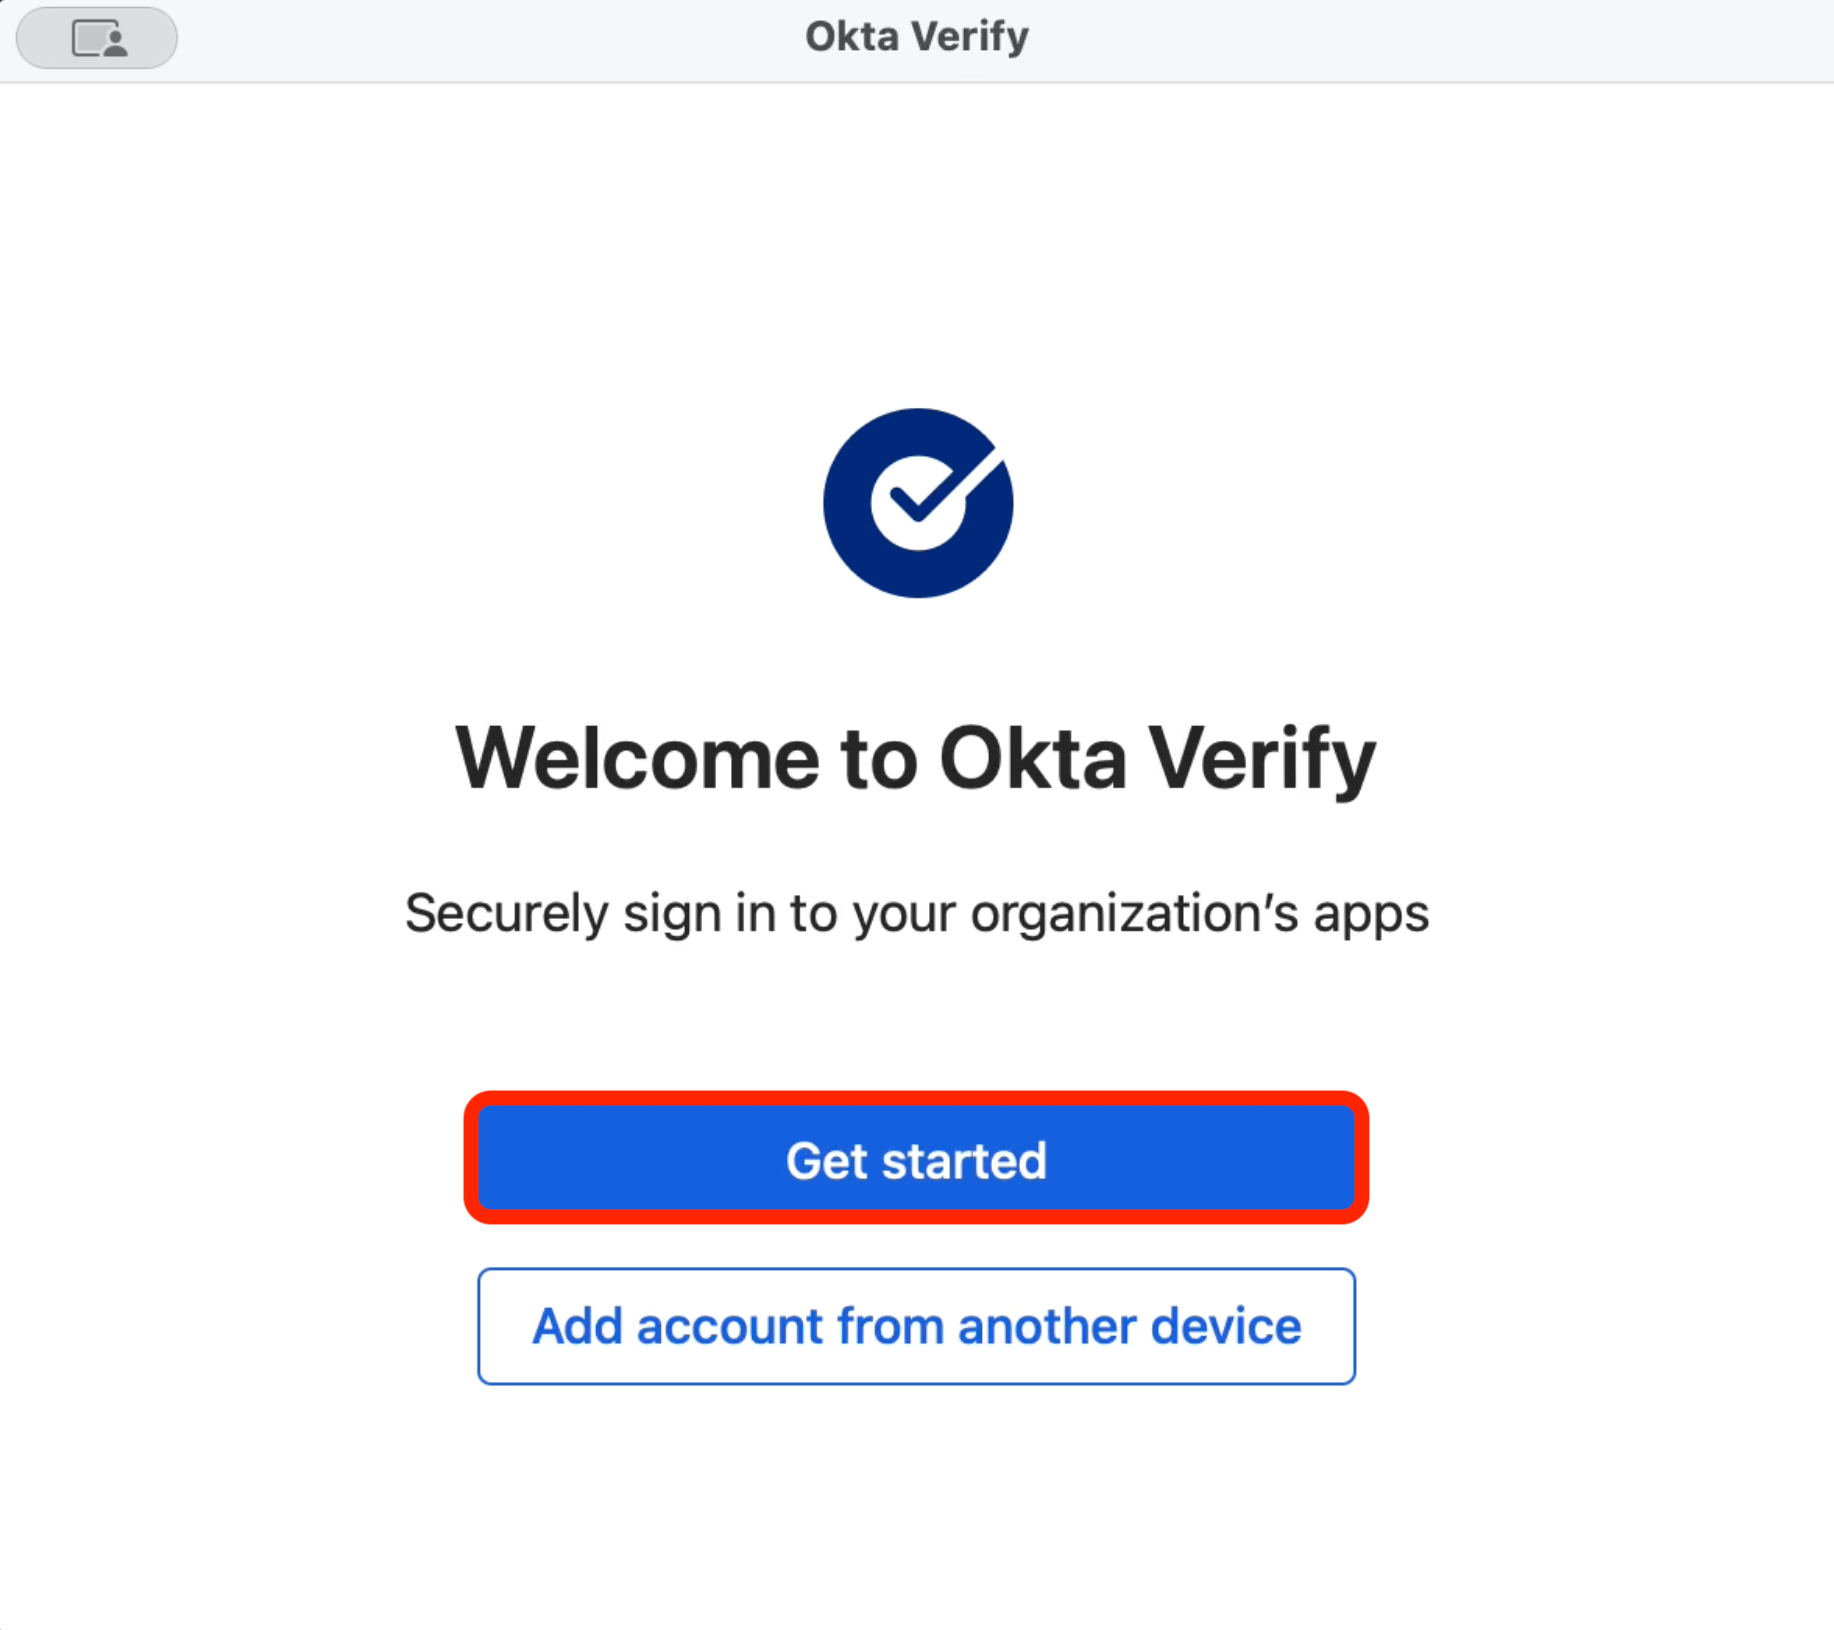 Okta Verify
Welcome to Okta Verify
Securely sign in to your organization’s apps
Get started
Add account from another device